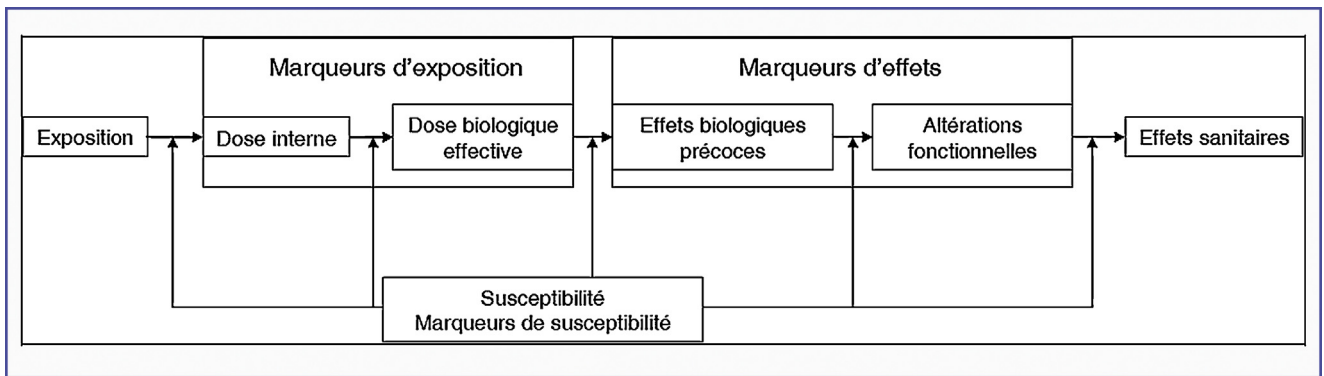 Marqueurs d'exposition
Marqueurs d'effets
Exposition
Dose interne
Dose biologique
effective
Effets biologiques
précoces
Altérations
fonctionnelles
Effets sanitaires
Susceptibilité
Marqueurs de susceptibilité